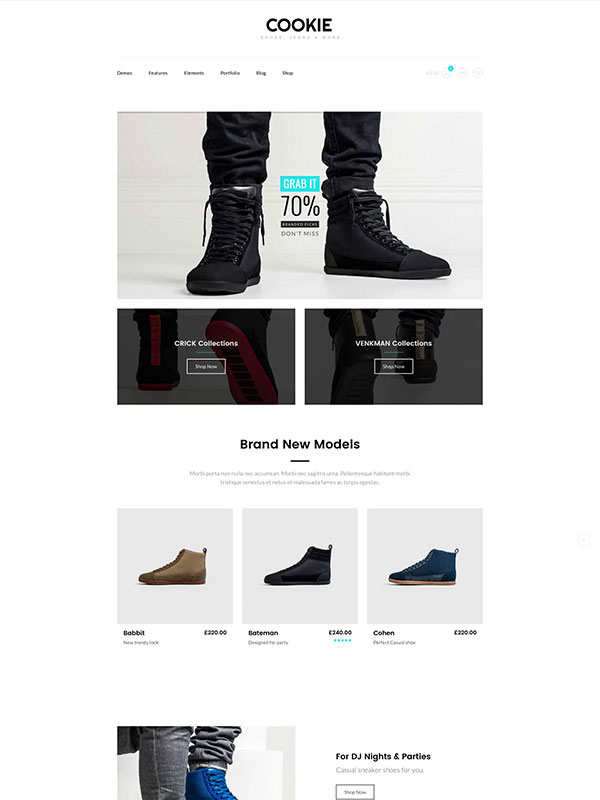 COOKIE
SHOES, JEANS & MORE
Demos Features Elements Portfolio Blog Shop
GRAB IT
70%
BRANDED PICKS
DON'T MISS
CRICK Collections
Shop Now
VENKMAN Collections
Shop Now
Brand New Models
Morbi porta non nulla nec accumsan. Morbi nec sagittis urna. Pellentesque habitant morbi
tristique senectus et netus et malesuada fames ac turpis egestas.
Babbit £220.00
New trendy look
Bateman £240.00
Designed for party
Cohen £220.00
Perfect Casual shoe
For DJ Nights & Parties
Casual sneaker shoes for you.
Shop Now